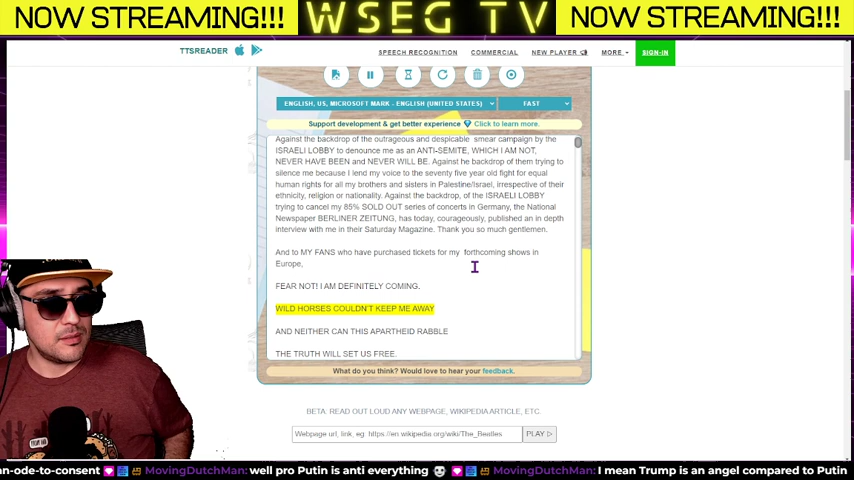 NOW STREAMING!!! WSEG TV NOW STREAMING!!!
TTSREADER SPEECH RECOGNITION COMMERCIAL NEW PLAYER MORE SIGN-IN
ENGLISH, US, MICROSOFT MARK - ENGLISH (UNITED STATES) FAST
Support development & get better experience Click to learn more.
Against the backdrop of the outrageous and despicable smear campaign by the
ISRAELI LOBBY to denounce me as an ANTI-SEMITE, WHICH I AM NOT,
NEVER HAVE BEEN and NEVER WILL BE. Against he backdrop of them trying to
silence me because I lend my voice to the seventy five year old fight for equal
human rights for all my brothers and sisters in Palestine/Israel, irrespective of their
ethnicity, religion or nationality. Against the backdrop, of the ISRAELI LOBBY
trying to cancel my 85% SOLD OUT series of concerts in Germany, the National
Newspaper BERLINER ZEITUNG, has today, courageously, published an in depth
interview with me in their Saturday Magazine. Thank you so much gentlemen.
And to MY FANS who have purchased tickets for my forthcoming shows in
Europe,
FEAR NOT! I AM DEFINITELY COMING.
WILD HORSES COULDN'T KEEP ME AWAY
AND NEITHER CAN THIS APARTHEID RABBLE
THE TRUTH WILL SET US FREE.
What do you think? Would love to hear your feedback.
BETA: READ OUT LOUD ANY WEBPAGE, WIKIPEDIA ARTICLE, ETC.
Webpage url, link, eg: https://en.wikipedia.org/wiki/The_Beatles PLAY ▷
an-ode-to-consent MovingDutchMan: well pro Putin is anti everything MovingDutchMan: I mean Trump is an angel compared to Putin